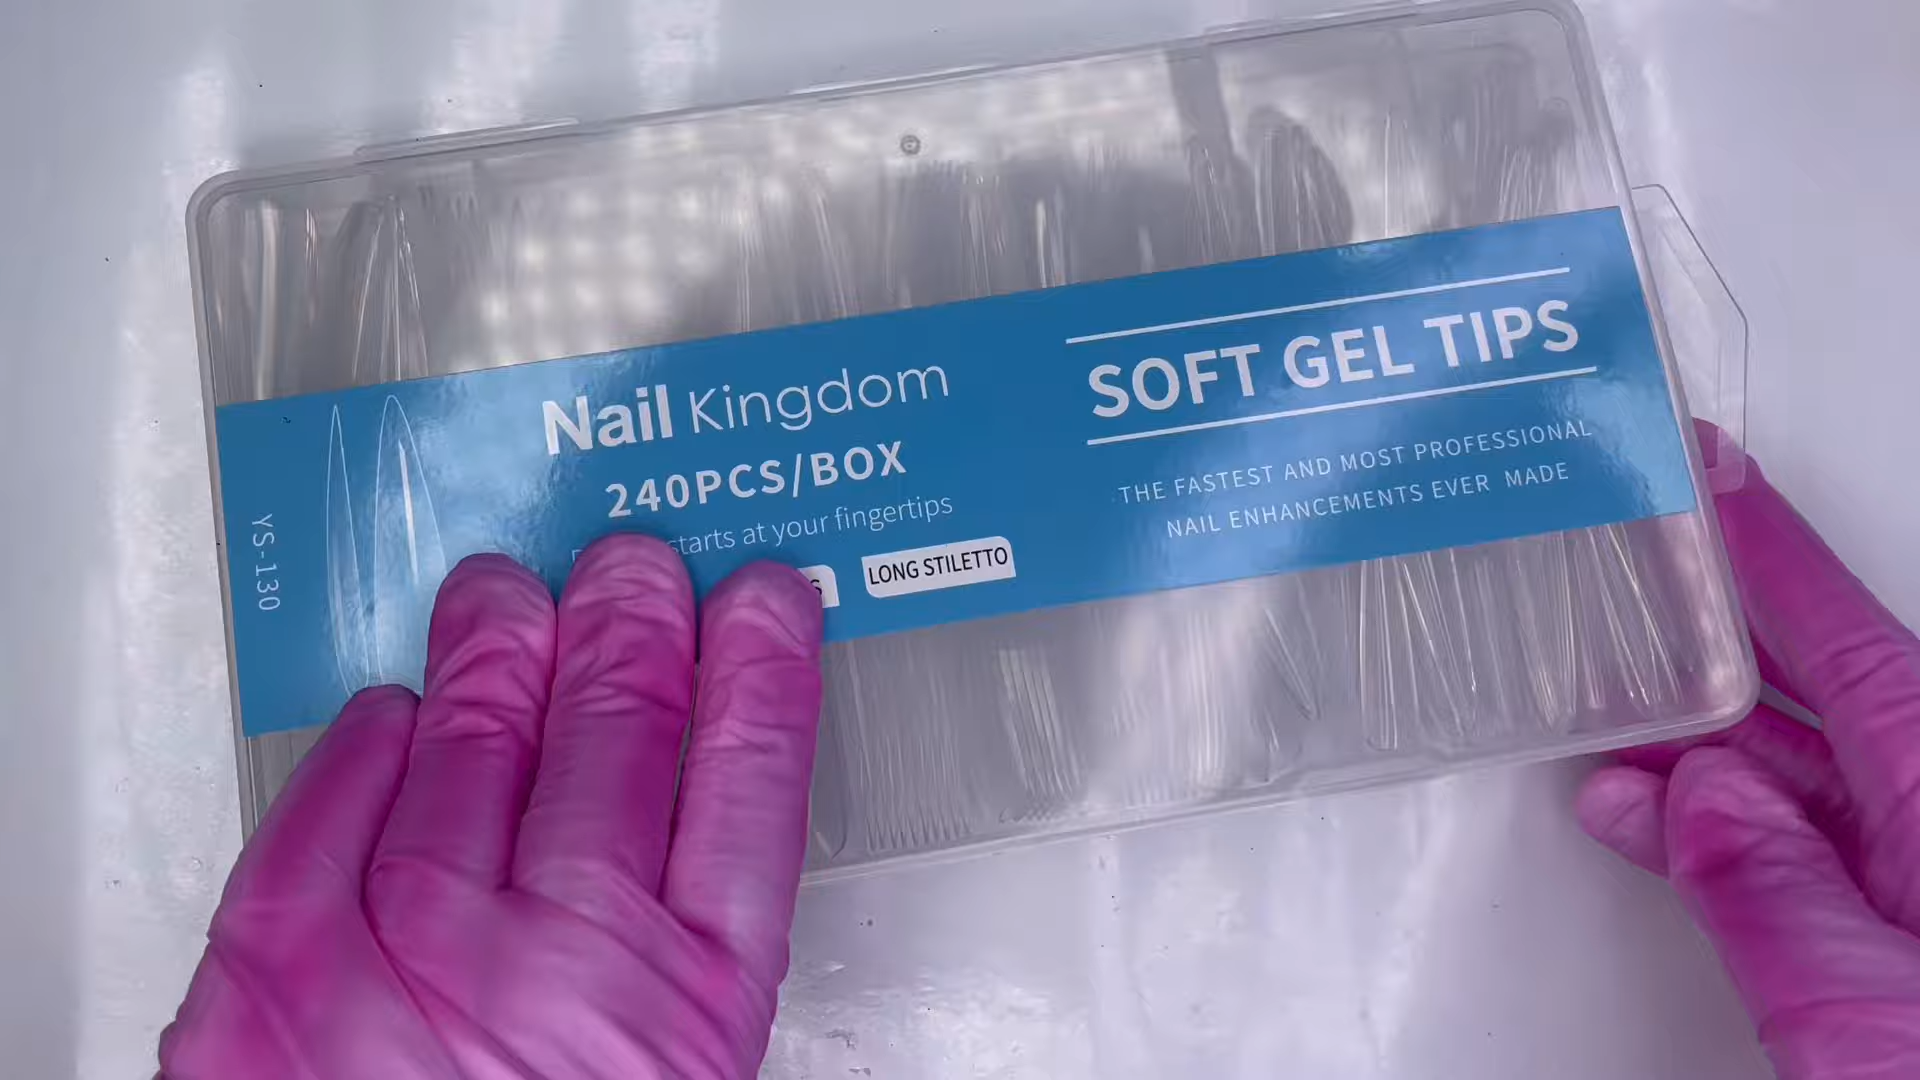 YS-130
Nail Kingdom
240PCS/BOX
starts at your fingertips
LONG STILETTO
SOFT GEL TIPS
THE FASTEST AND MOST PROFESSIONAL
NAIL ENHANCEMENTS EVER MADE